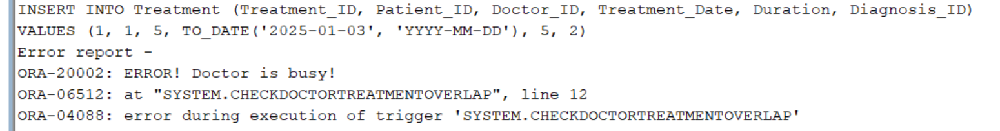 INSERT INTO Treatment (Treatment_ID, Patient_ID, Doctor_ID, Treatment_Date, Duration, Diagnosis_ID)
VALUES (1, 1, 5, TO_DATE('2025-01-03', 'YYYY-MM-DD'), 5, 2)
Error report -
ORA-20002: ERROR! Doctor is busy!
ORA-06512: at "SYSTEM.CHECKDOCTORTREATMENTOVERLAP", line 12
ORA-04088: error during execution of trigger 'SYSTEM.CHECKDOCTORTREATMENTOVERLAP'